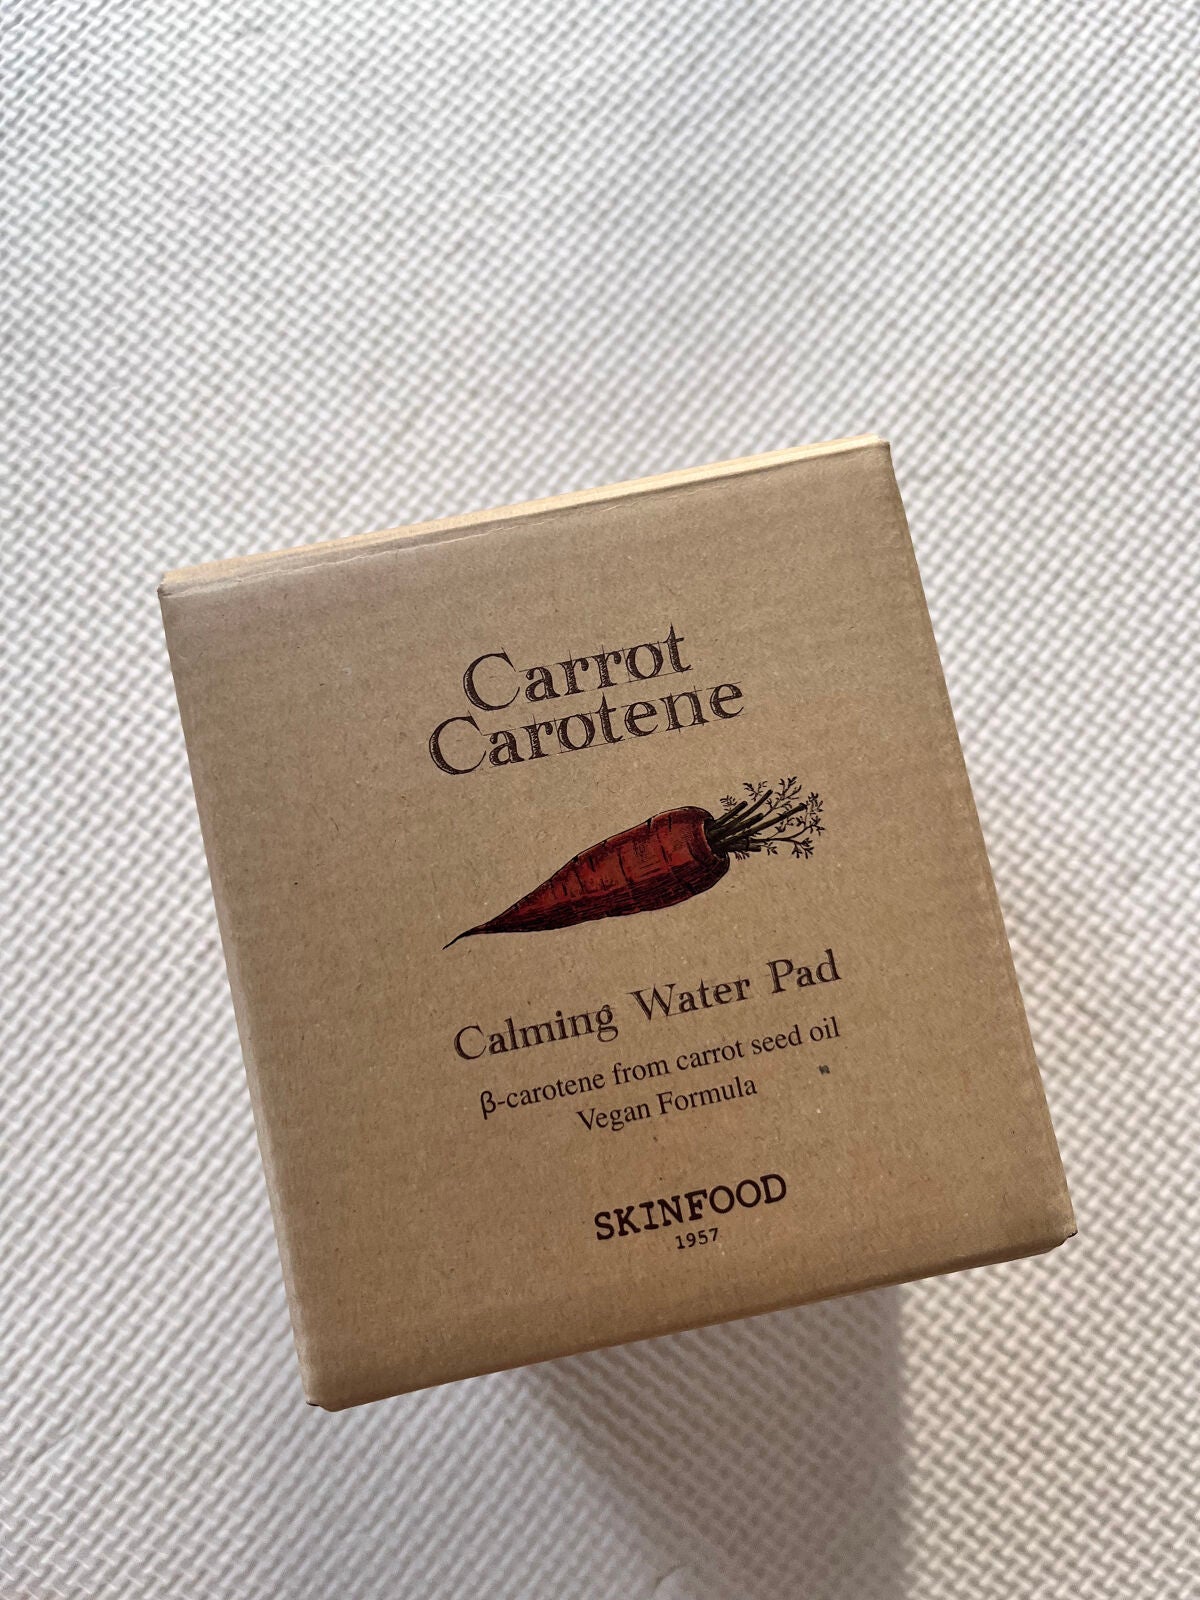 Carrot
Carotene
Calming Water Pad
β-carotene from carrot seed oil
Vegan Formula
SKINFOOD
1957